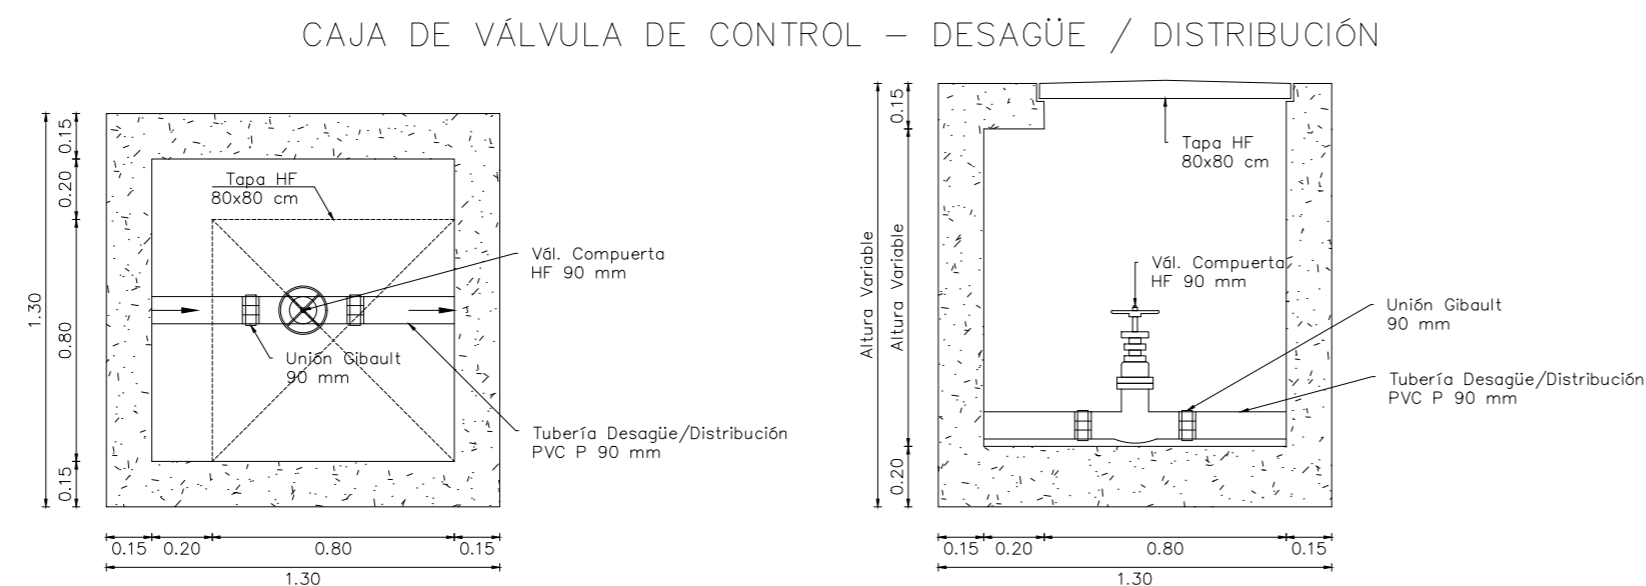 CAJA DE VÁLVULA DE CONTROL – DESAGÜE / DISTRIBUCIÓN
0.15
0.20
0.80
0.15
1.30
Tapa HF
80x80 cm
Vál. Compuerta
HF 90 mm
Unión Gibault
90 mm
Tubería Desagüe/Distribución
PVC P 90 mm
0.15
0.20
0.80
0.15
1.30
Altura Variable
0.15
Altura Variable
0.20
Tapa HF
80x80 cm
Vál. Compuerta
HF 90 mm
Unión Gibault
90 mm
Tubería Desagüe/Distribución
PVC P 90 mm
0.15
0.20
0.80
0.15
1.30